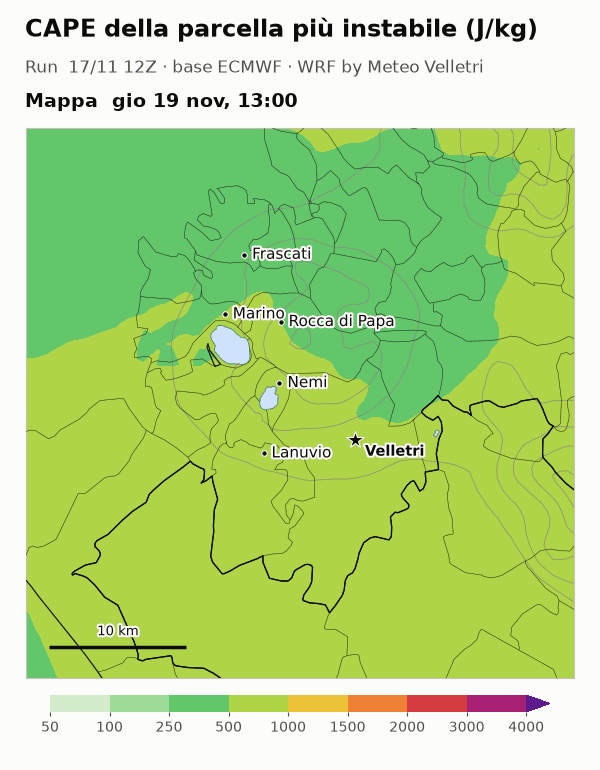 CAPE della parcella più instabile (J/kg)
Run  17/11 12Z · base ECMWF · WRF by Meteo Velletri
Mappa  gio 19 nov, 13:00
Frascati
Marino
Rocca di Papa
Nemi
Velletri
Lanuvio
10 km
50 100 250 500 1000 1500 2000 3000 4000